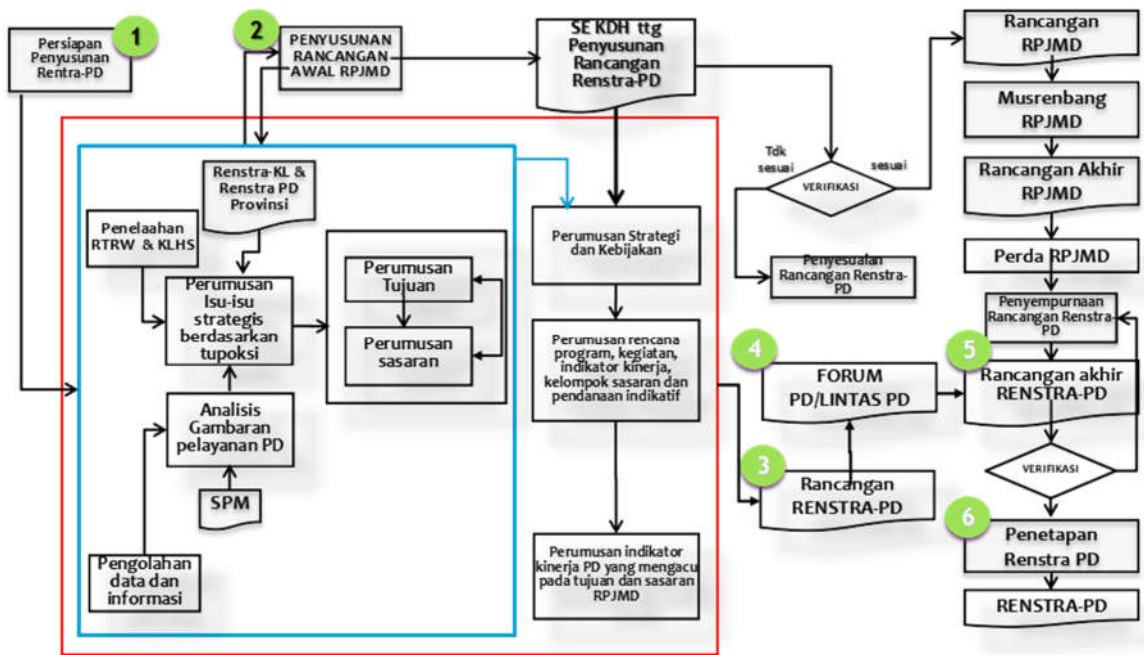 1
Persiapan
Penyusunan
Rentra-PD
2
PENYUSUNAN
RANCANGAN
AWAL RPJMD
SE KDH ttg
Penyusunan
Rancangan
Renstra-PD
Rancangan
RPJMD
Musrenbang
RPJMD
Tdk
sesuai
sesuai
VERIFIKASI
Rancangan Akhir
RPJMD
Renstra-KL &
Renstra PD
Provinsi
Penelaahan
RTRW & KLHS
Perumusan
Isu-isu
strategis
berdasarkan
tupoksi
Perumusan
Tujuan
Perumusan
sasaran
Analisis
Gambaran
pelayanan PD
SPM
Pengolahan
data dan
informasi
Perumusan Strategi
dan Kebijakan
Perumusan rencana
program, kegiatan,
indikator kinerja,
kelompok sasaran dan
pendanaan indikatif
Perumusan indikator
kinerja PD yang mengacu
pada tujuan dan sasaran
RPJMD
Penyesuaian
Rancangan Renstra-
PD
Perda RPJMD
Penyempurnaan
Rancangan Renstra-
PD
3
Rancangan
RENSTRA-PD
4
FORUM
PD/LINTAS PD
5
Rancangan akhir
RENSTRA-PD
VERIFIKASI
6
Penetapan
Renstra PD
RENSTRA-PD